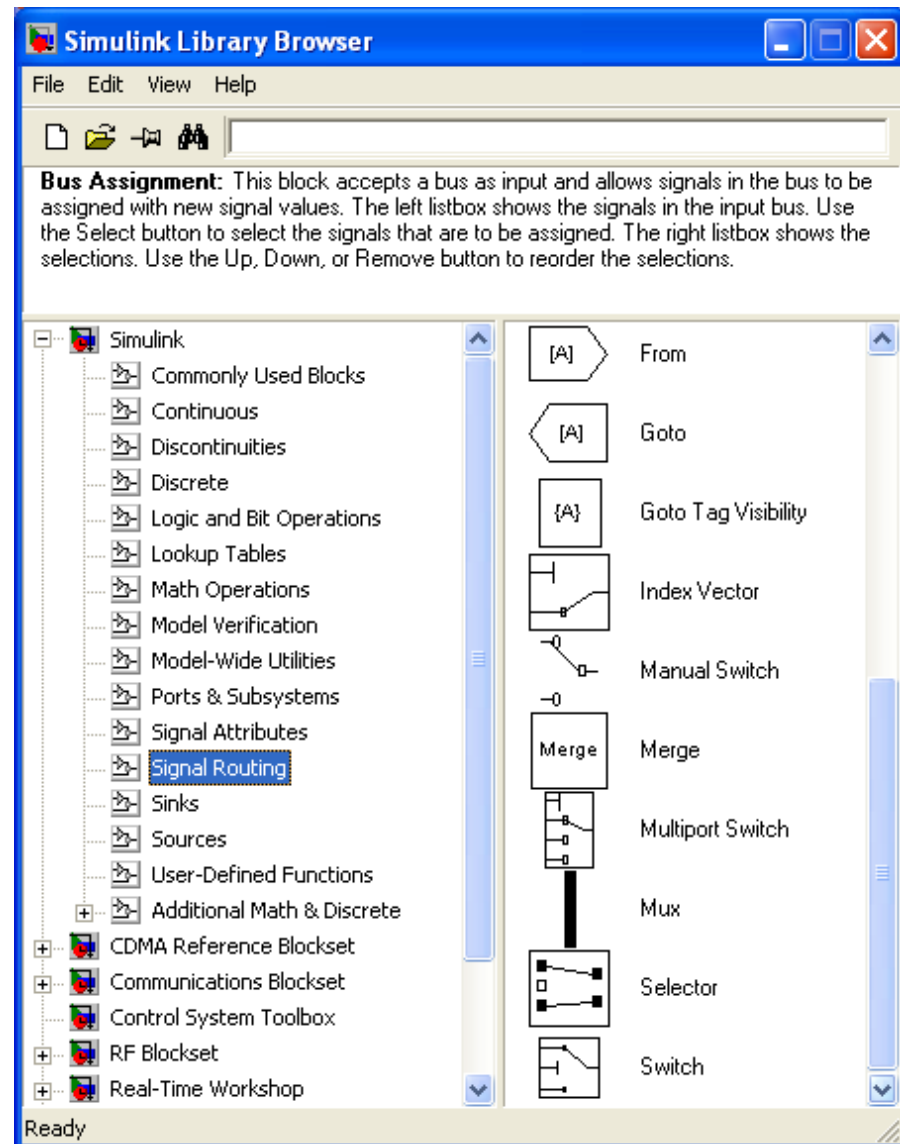 Simulink Library Browser
File Edit View Help
Bus Assignment: This block accepts a bus as input and allows signals in the bus to be
assigned with new signal values. The left listbox shows the signals in the input bus. Use
the Select button to select the signals that are to be assigned. The right listbox shows the
selections. Use the Up, Down, or Remove button to reorder the selections.
Simulink
Commonly Used Blocks
Continuous
Discontinuities
Discrete
Logic and Bit Operations
Lookup Tables
Math Operations
Model Verification
Model-Wide Utilities
Ports & Subsystems
Signal Attributes
Signal Routing
Sinks
Sources
User-Defined Functions
Additional Math & Discrete
CDMA Reference Blockset
Communications Blockset
Control System Toolbox
RF Blockset
Real-Time Workshop
[A] From
[A] Goto
{A} Goto Tag Visibility
Index Vector
Manual Switch
Merge Merge
Multiport Switch
Mux
Selector
Switch
Ready